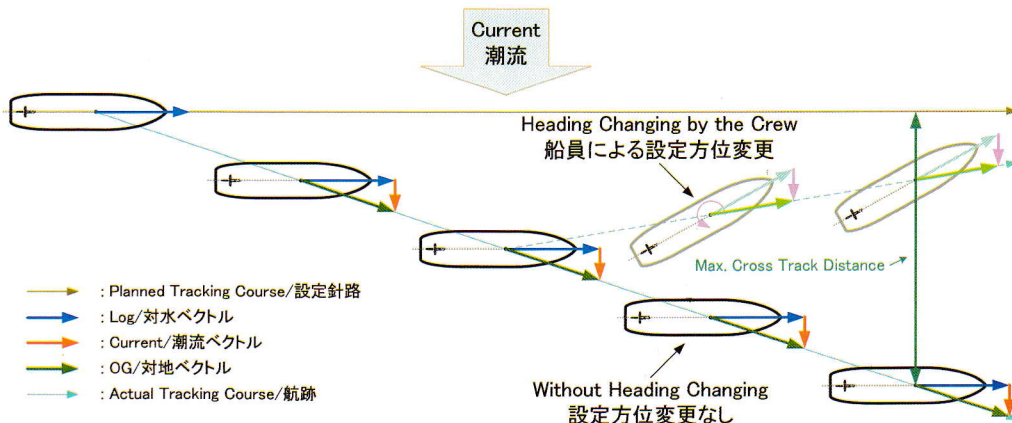 Current
潮流
Heading Changing by the Crew
船員による設定方位変更
Max. Cross Track Distance
: Planned Tracking Course/設定針路
: Log/対水ベクトル
: Current/潮流ベクトル
: OG/対地ベクトル
: Actual Tracking Course/航跡
Without Heading Changing
設定方位変更なし